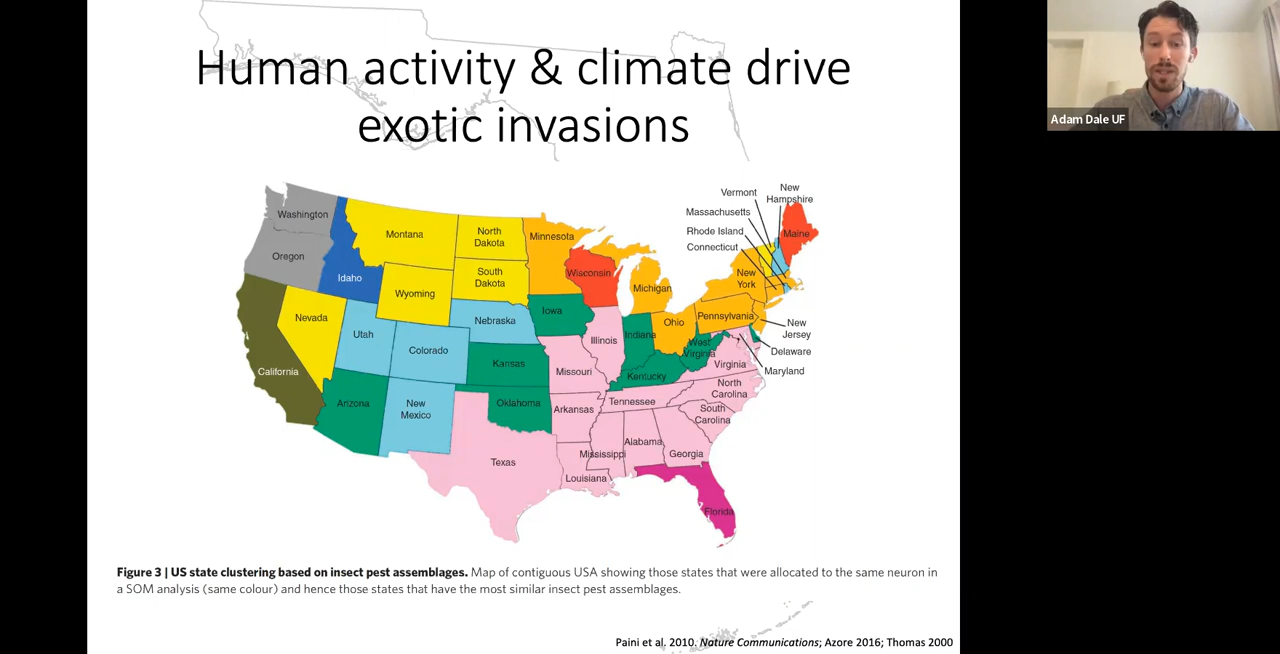 Human activity & climate drive
exotic invasions
Adam Dale UF
Washington
Oregon
Idaho
Montana
North
Dakota
South
Dakota
Wyoming
Minnesota
Wisconsin
Michigan
Vermont
New
Hampshire
Massachusetts
Rhode Island
Connecticut
Maine
New
York
Nevada
Utah
Colorado
Nebraska
Iowa
Illinois
Indiana
Ohio
Pennsylvania
New
Jersey
Delaware
Maryland
West
Virginia
Virginia
California
Arizona
New
Mexico
Kansas
Oklahoma
Missouri
Kentucky
Arkansas
Tennessee
North
Carolina
South
Carolina
Texas
Mississippi
Alabama
Georgia
Louisiana
Florida
Figure 3 | US state clustering based on insect pest assemblages. Map of contiguous USA showing those states that were allocated to the same neuron in
a SOM analysis (same colour) and hence those states that have the most similar insect pest assemblages.
Paini et al. 2010. Nature Communications; Azore 2016; Thomas 2000